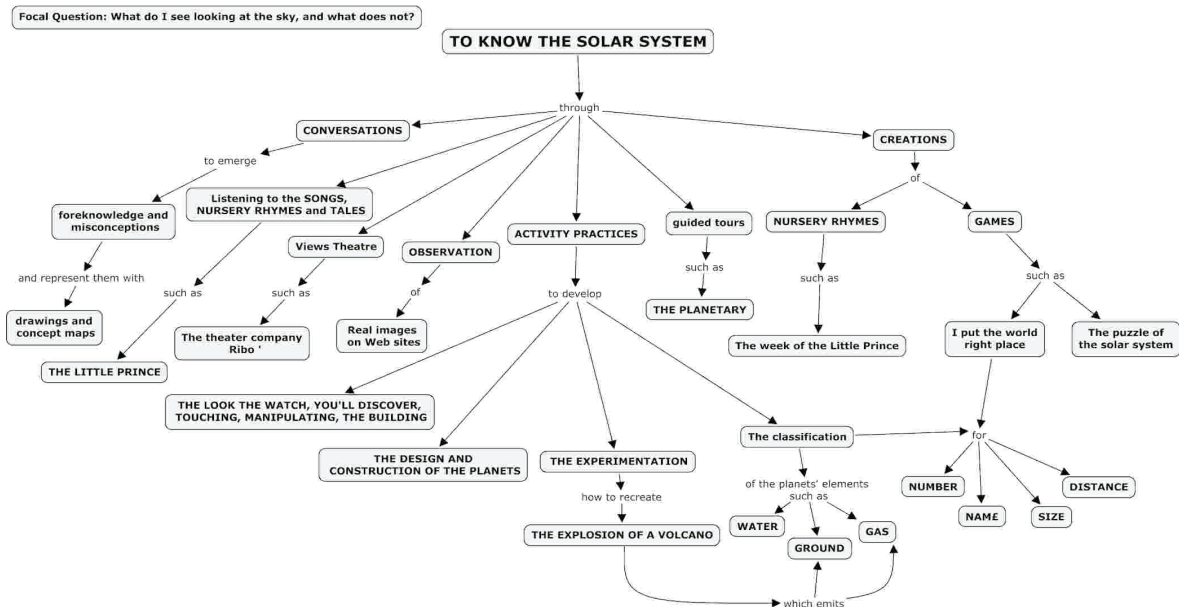 Focal Question: What do I see looking at the sky, and what does not?
TO KNOW THE SOLAR SYSTEM
through
CONVERSATIONS
CREATIONS
to emerge
of
Listening to the SONGS,
NURSERY RHYMES and TALES
foreknowledge and
misconceptions
Views Theatre
OBSERVATION
ACTIVITY PRACTICES
guided tours
NURSERY RHYMES
GAMES
and represent them with
such as
such as
of
to develop
such as
such as
such as
drawings and
concept maps
The theater company
Ribo '
Real images
on Web sites
THE PLANETARY
The week of the Little Prince
I put the world
right place
The puzzle of
the solar system
THE LITTLE PRINCE
THE LOOK THE WATCH, YOU'LL DISCOVER,
TOUCHING, MANIPULATING, THE BUILDING
The classification
for
THE DESIGN AND
CONSTRUCTION OF THE PLANETS
THE EXPERIMENTATION
of the planets' elements
such as
NUMBER
DISTANCE
how to recreate
NAM£
SIZE
WATER
GAS
THE EXPLOSION OF A VOLCANO
GROUND
which emits